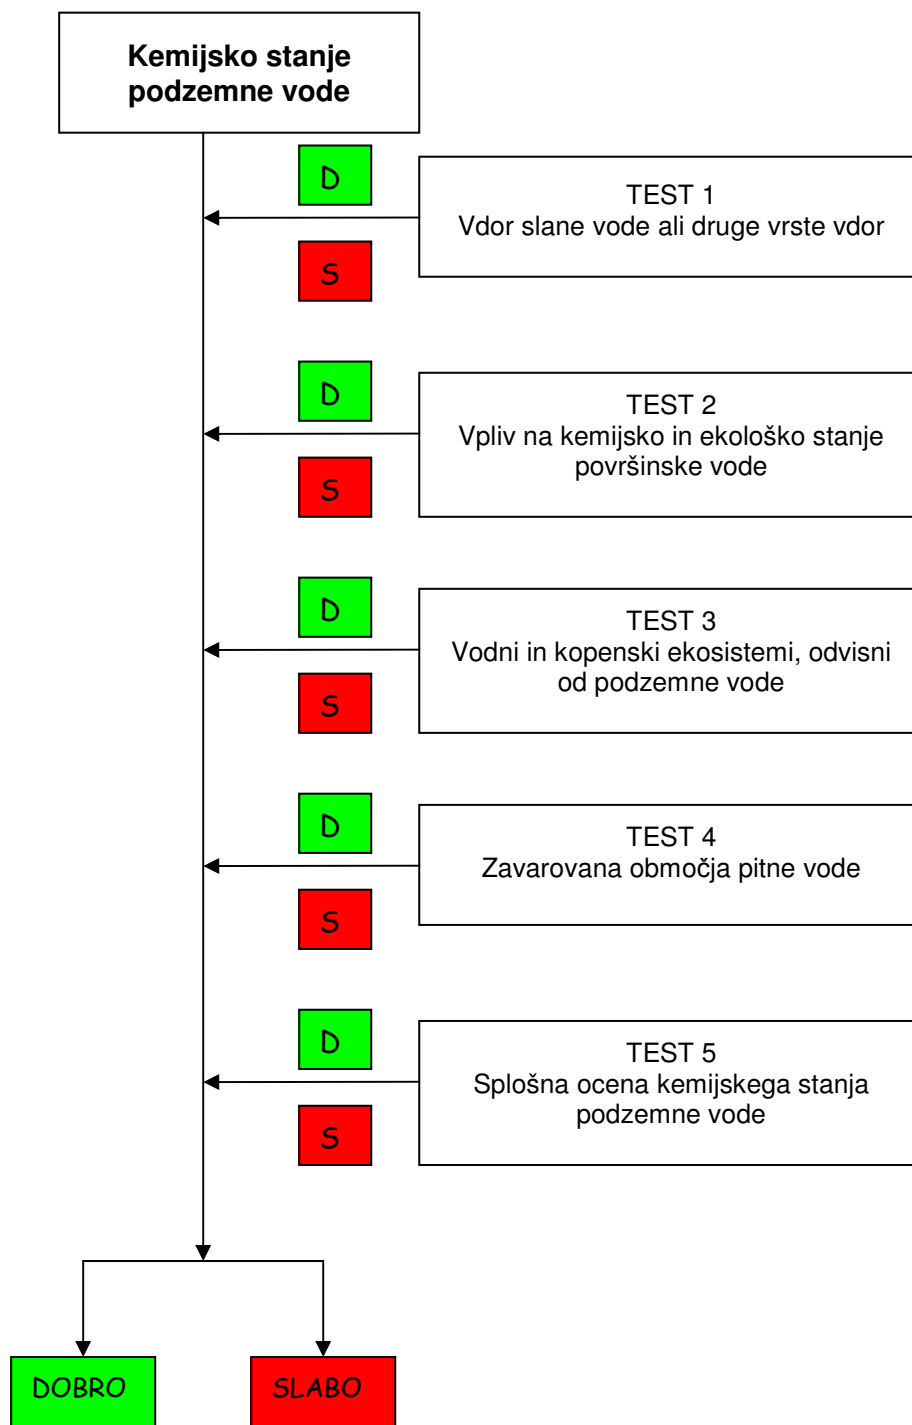 Kemijsko stanje
podzemne vode
D
TEST 1
Vdor slane vode ali druge vrste vdor
S
D
TEST 2
Vpliv na kemijsko in ekološko stanje
površinske vode
S
D
TEST 3
Vodni in kopenski ekosistemi, odvisni
od podzemne vode
S
D
TEST 4
Zavarovana območja pitne vode
S
D
TEST 5
Splošna ocena kemijskega stanja
podzemne vode
S
DOBRO
SLABO